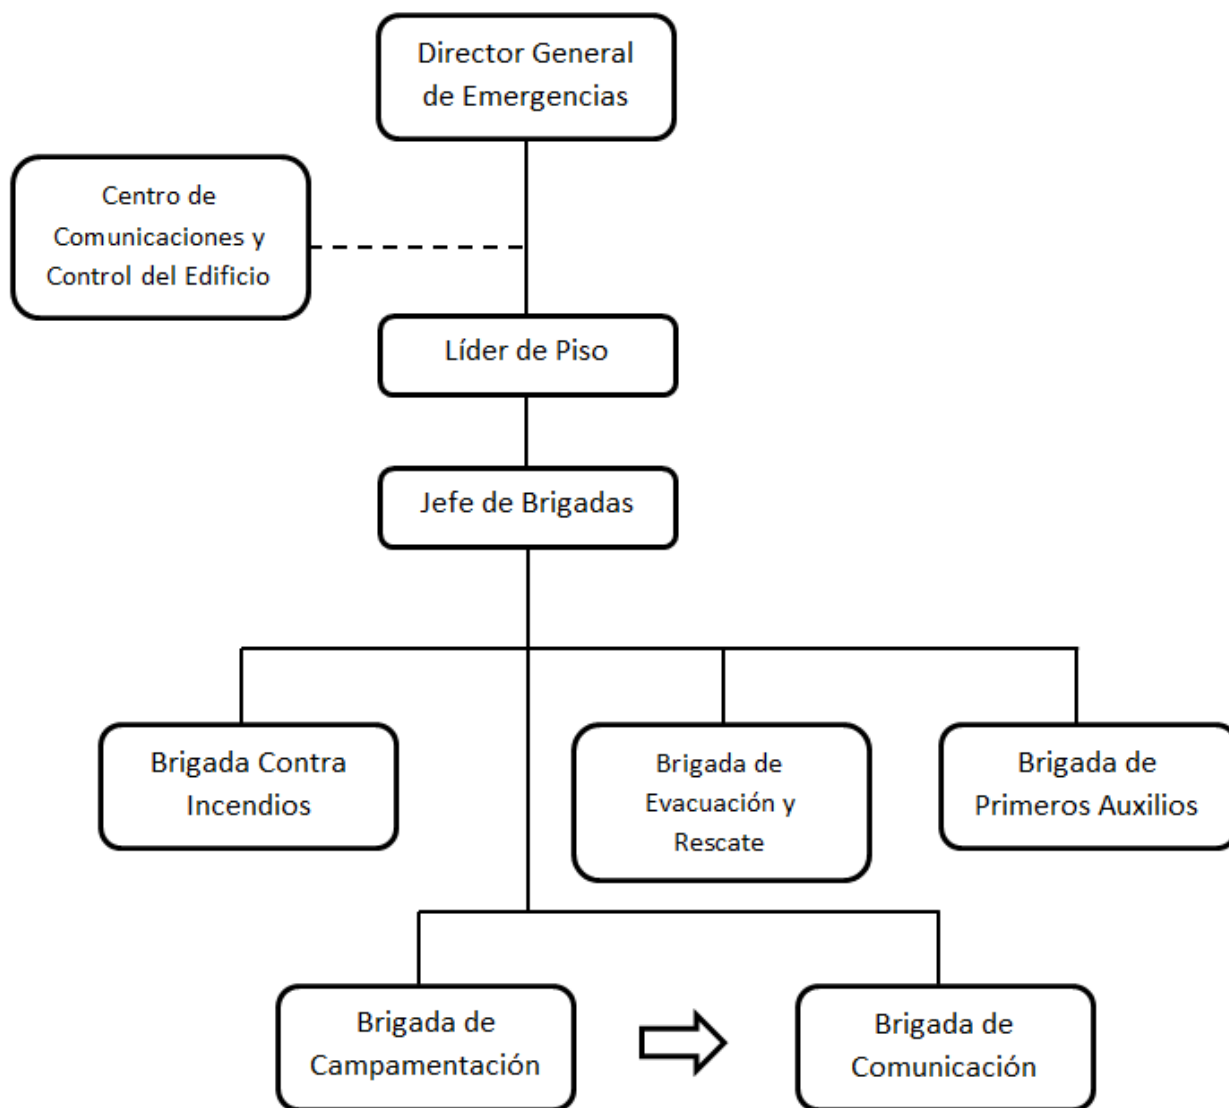 Director General
de Emergencias
Centro de
Comunicaciones y
Control del Edificio
Líder de Piso
Jefe de Brigadas
Brigada Contra
Incendios
Brigada de
Evacuación y
Rescate
Brigada de
Primeros Auxilios
Brigada de
Campamentación
Brigada de
Comunicación